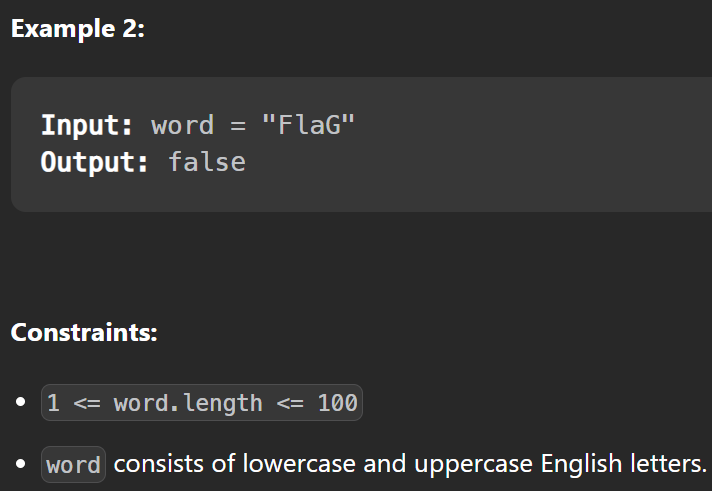 Example 2:
Input: word = "FlaG"
Output: false
Constraints:
• 1 <= word.length <= 100
• word consists of lowercase and uppercase English letters.